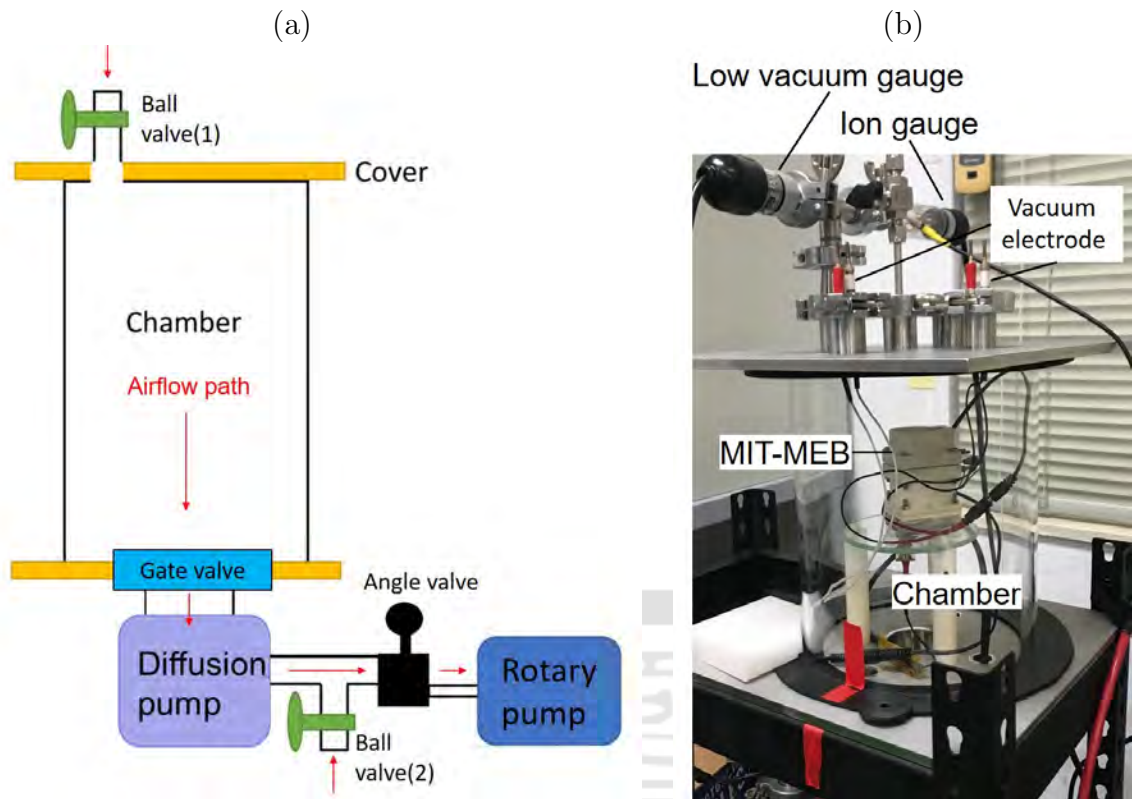 (a)
Ball
valve(1)
Cover
Chamber
Airflow path
Gate valve
Angle valve
Diffusion
pump
Rotary
pump
Ball
valve(2)
(b)
Low vacuum gauge
Ion gauge
Vacuum
electrode
MIT-MEB
Chamber